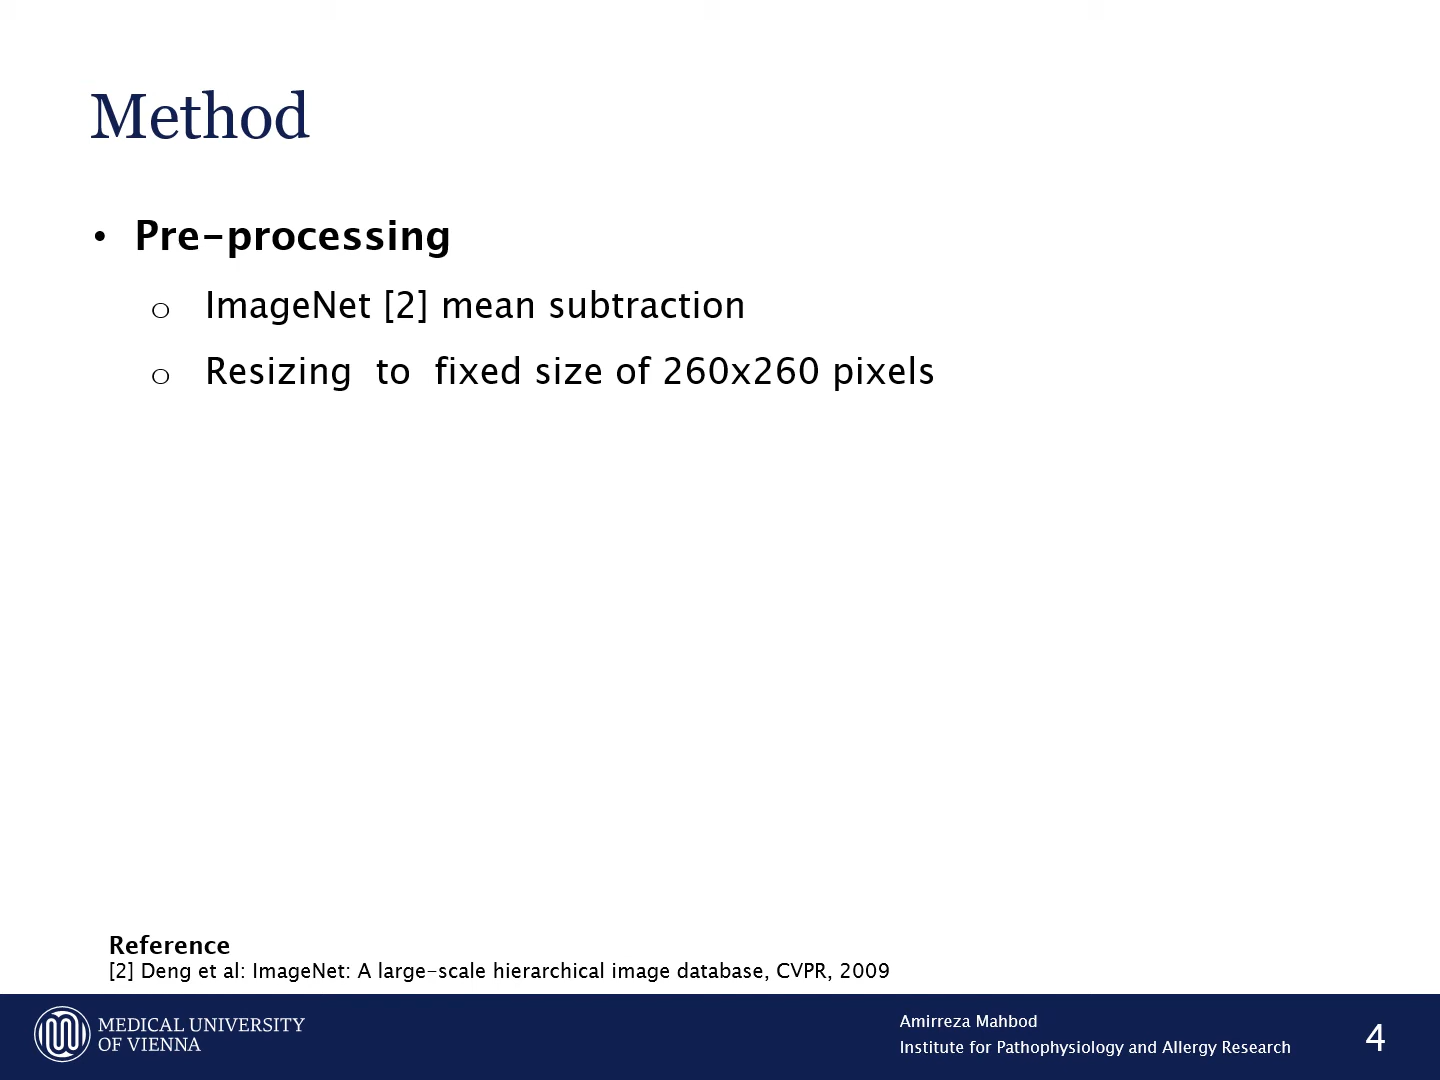 Method
• Pre-processing
o ImageNet [2] mean subtraction
o Resizing to fixed size of 260x260 pixels
Reference
[2] Deng et al: ImageNet: A large-scale hierarchical image database, CVPR, 2009
MEDICAL UNIVERSITY
OF VIENNA
Amirreza Mahbod
Institute for Pathophysiology and Allergy Research
4